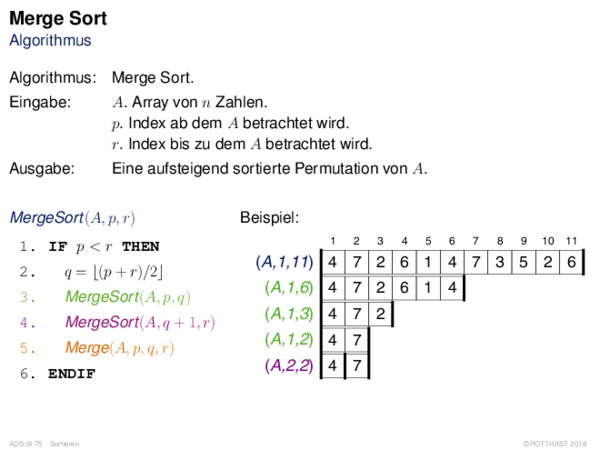 Merge Sort
Algorithmus
Algorithmus: Merge Sort.
Eingabe: A. Array von n Zahlen.
p. Index ab dem A betrachtet wird.
r. Index bis zu dem A betrachtet wird.
Ausgabe: Eine aufsteigend sortierte Permutation von A.
MergeSort(A, p, r)
1. IF p < r THEN
2. q = ⌊(p + r)/2⌋
3. MergeSort(A, p, q)
4. MergeSort(A, q + 1, r)
5. Merge(A, p, q, r)
6. ENDIF
Beispiel:
1 2 3 4 5 6 7 8 9 10 11
(A,1,11) 4 7 2 6 1 4 7 3 5 2 6
(A,1,6) 4 7 2 6 1 4
(A,1,3) 4 7 2
(A,1,2) 4 7
(A,2,2) 4 7
ADS:III-75 Sortieren
© POTTHAST 2018